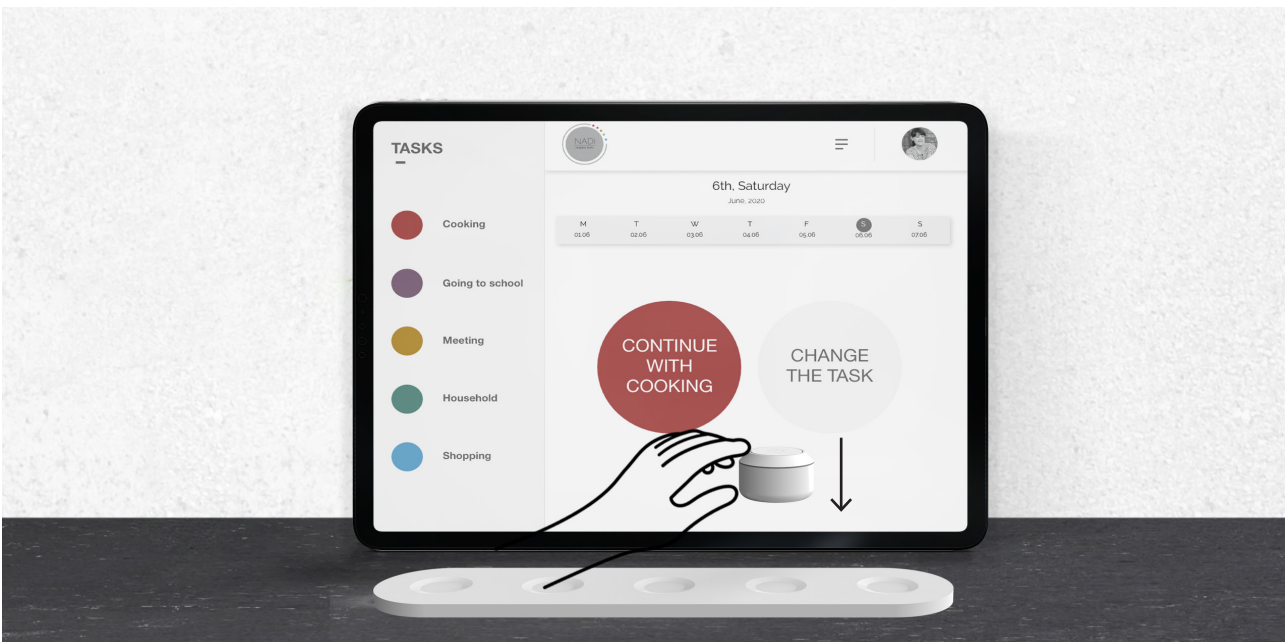 TASKS
Cooking
Going to school
Meeting
Household
Shopping
NADI
6th, Saturday
June, 2020
M T W T F S S
01.06 02.06 03.06 04.06 05.06 06.06 07.06
CONTINUE
WITH
COOKING
CHANGE
THE TASK